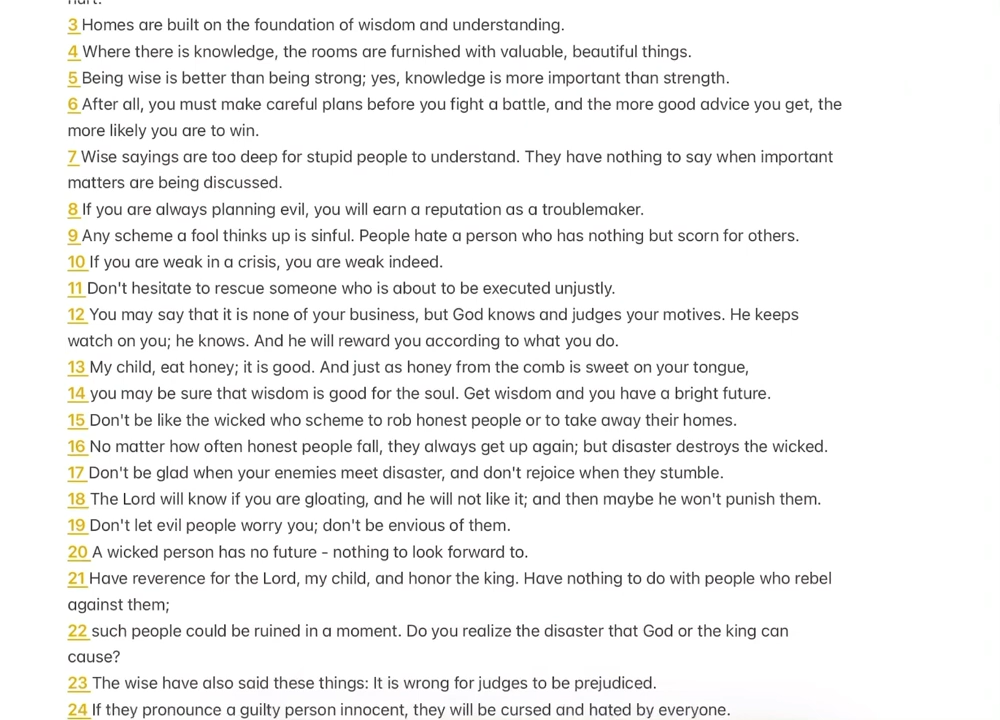 hurt.
3 Homes are built on the foundation of wisdom and understanding.
4 Where there is knowledge, the rooms are furnished with valuable, beautiful things.
5 Being wise is better than being strong; yes, knowledge is more important than strength.
6 After all, you must make careful plans before you fight a battle, and the more good advice you get, the
more likely you are to win.
7 Wise sayings are too deep for stupid people to understand. They have nothing to say when important
matters are being discussed.
8 If you are always planning evil, you will earn a reputation as a troublemaker.
9 Any scheme a fool thinks up is sinful. People hate a person who has nothing but scorn for others.
10 If you are weak in a crisis, you are weak indeed.
11 Don't hesitate to rescue someone who is about to be executed unjustly.
12 You may say that it is none of your business, but God knows and judges your motives. He keeps
watch on you; he knows. And he will reward you according to what you do.
13 My child, eat honey; it is good. And just as honey from the comb is sweet on your tongue,
14 you may be sure that wisdom is good for the soul. Get wisdom and you have a bright future.
15 Don't be like the wicked who scheme to rob honest people or to take away their homes.
16 No matter how often honest people fall, they always get up again; but disaster destroys the wicked.
17 Don't be glad when your enemies meet disaster, and don't rejoice when they stumble.
18 The Lord will know if you are gloating, and he will not like it; and then maybe he won't punish them.
19 Don't let evil people worry you; don't be envious of them.
20 A wicked person has no future - nothing to look forward to.
21 Have reverence for the Lord, my child, and honor the king. Have nothing to do with people who rebel
against them;
22 such people could be ruined in a moment. Do you realize the disaster that God or the king can
cause?
23 The wise have also said these things: It is wrong for judges to be prejudiced.
24 If they pronounce a guilty person innocent, they will be cursed and hated by everyone.